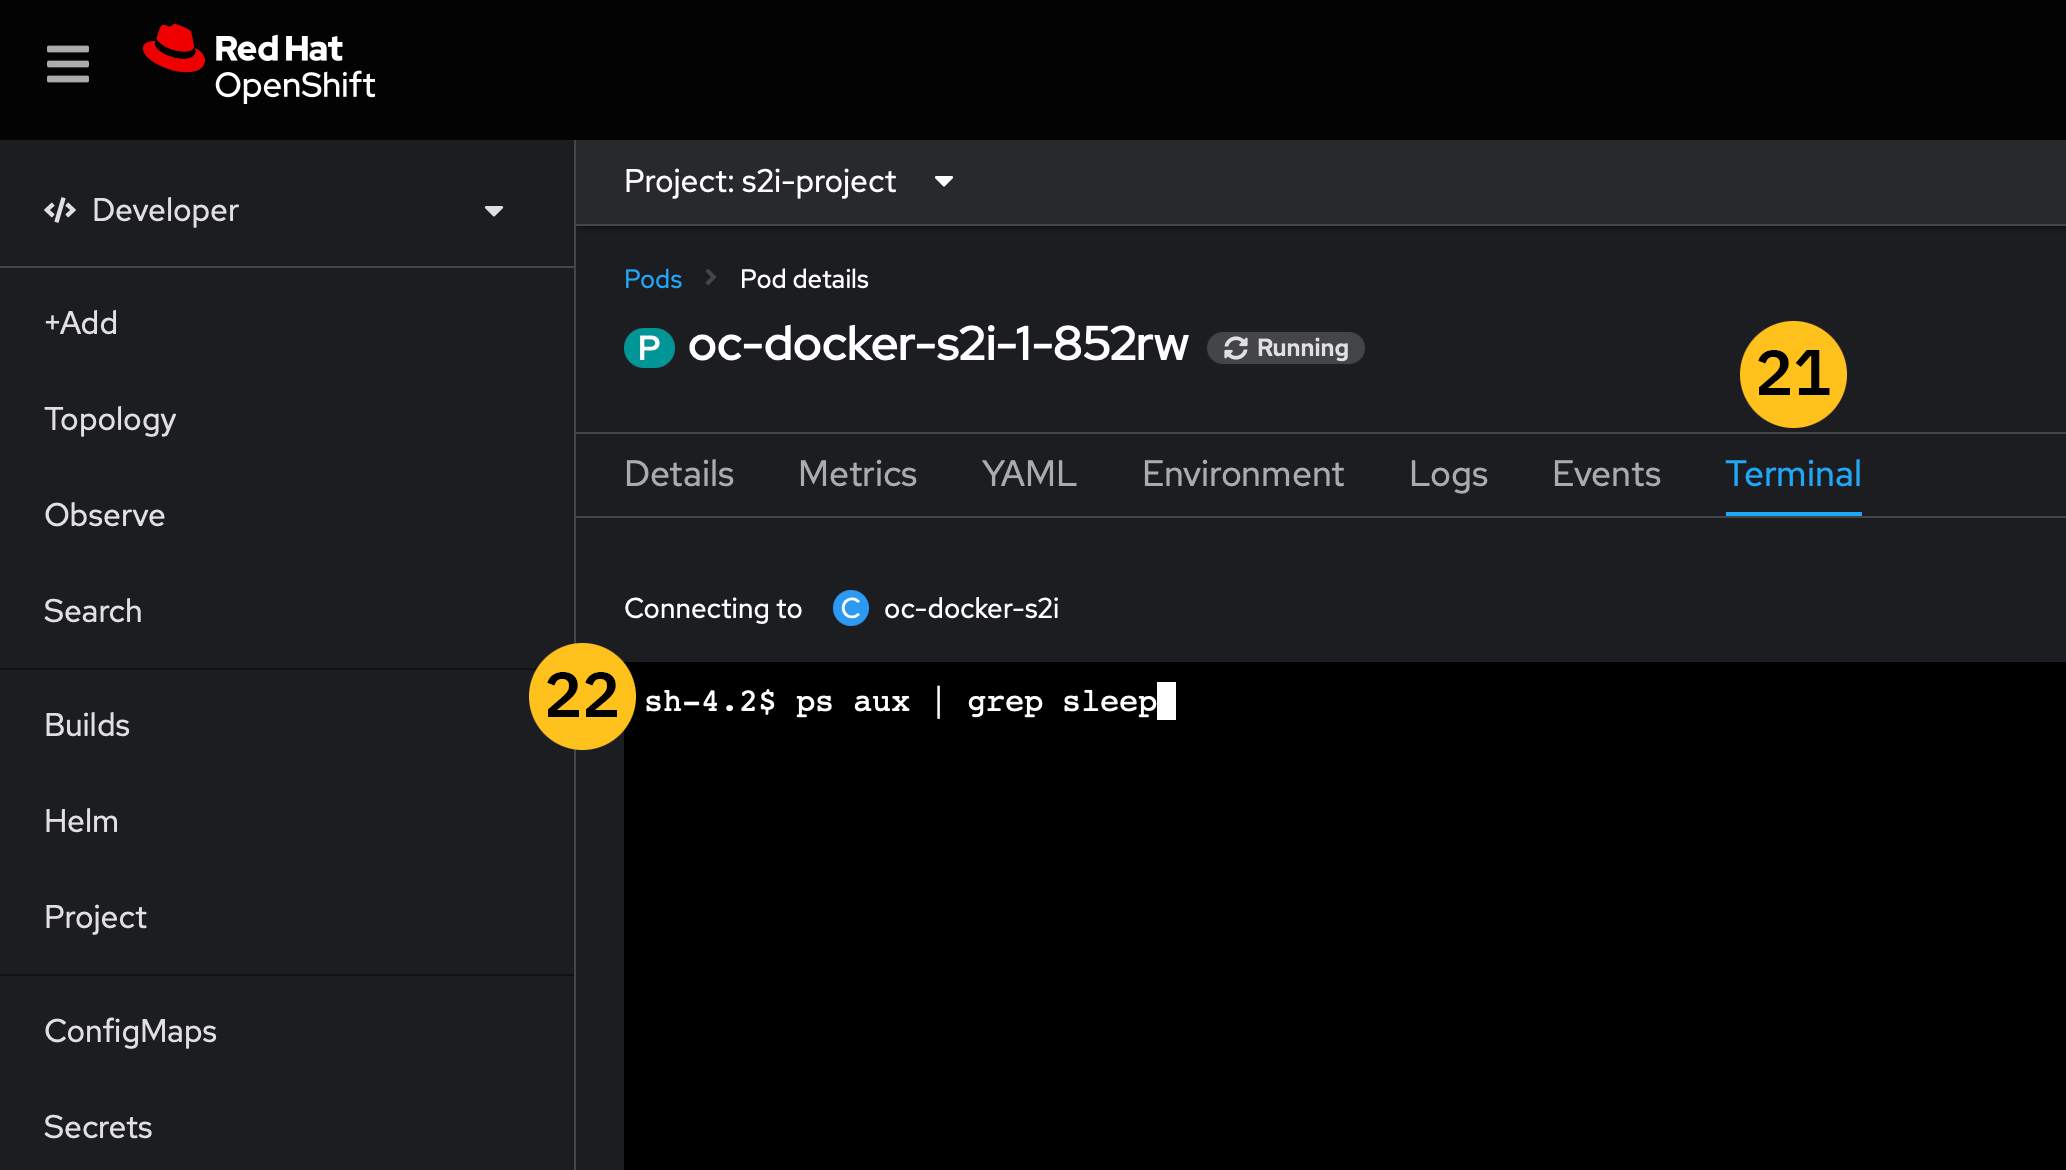 Red Hat
OpenShift
Developer
+Add
Topology
Observe
Search
Builds
Helm
Project
ConfigMaps
Secrets
Project: s2i-project
Pods
Pod details
P oc-docker-s2i-1-852rw Running
21
Details Metrics YAML Environment Logs Events Terminal
Connecting to C oc-docker-s2i
22
sh-4.2$ ps aux | grep sleep